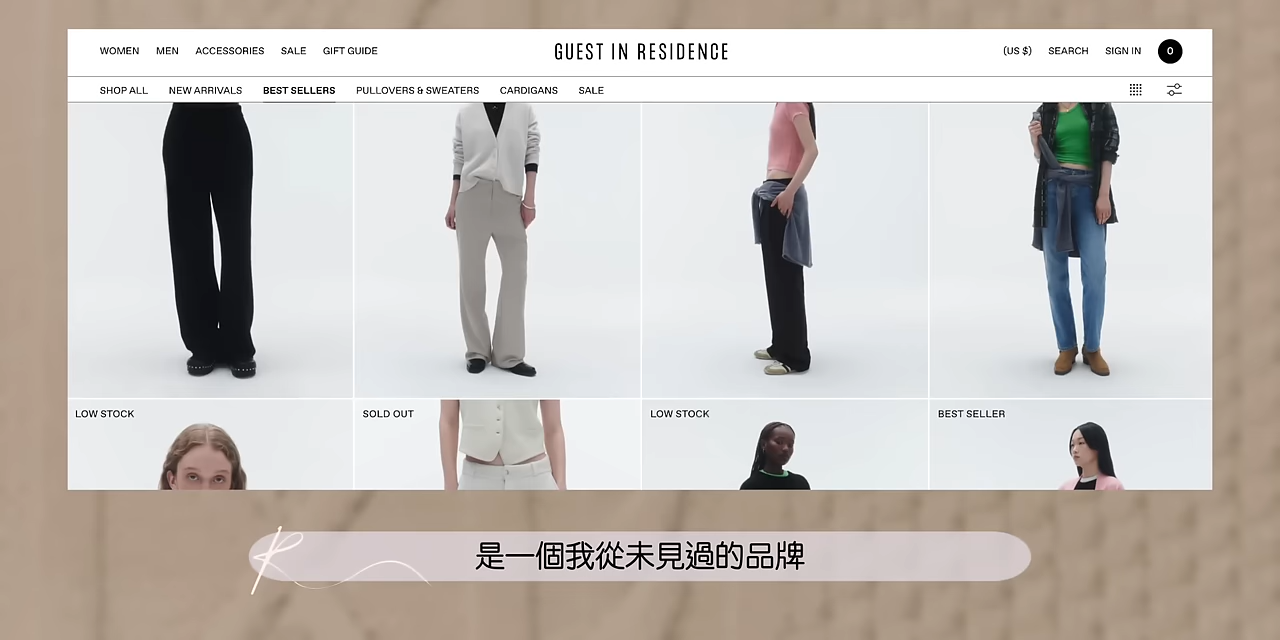 WOMEN MEN ACCESSORIES SALE GIFT GUIDE GUEST IN RESIDENCE (US $) SEARCH SIGN IN 0
SHOP ALL NEW ARRIVALS BEST SELLERS PULLOVERS & SWEATERS CARDIGANS SALE
LOW STOCK SOLD OUT LOW STOCK BEST SELLER
是一個我從未見過的品牌